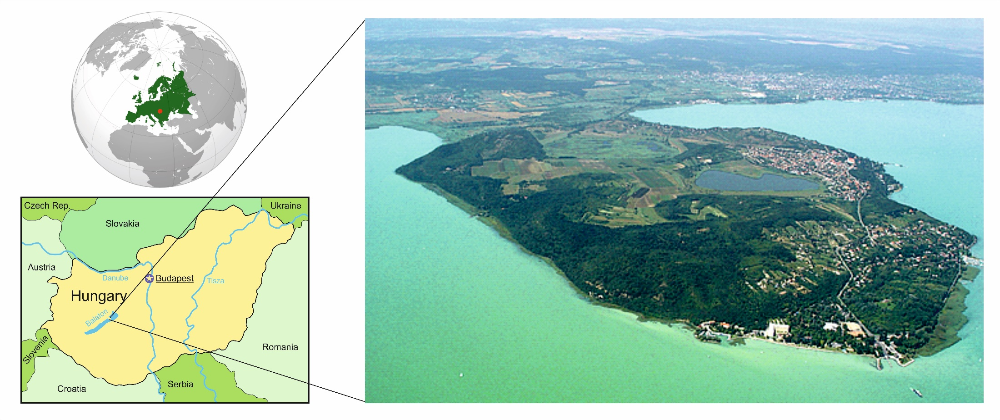 Czech Rep.
Ukraine
Slovakia
Austria
Danube
Budapest
Tisza
Hungary
Balaton
Slovenia
Romania
Croatia
Serbia